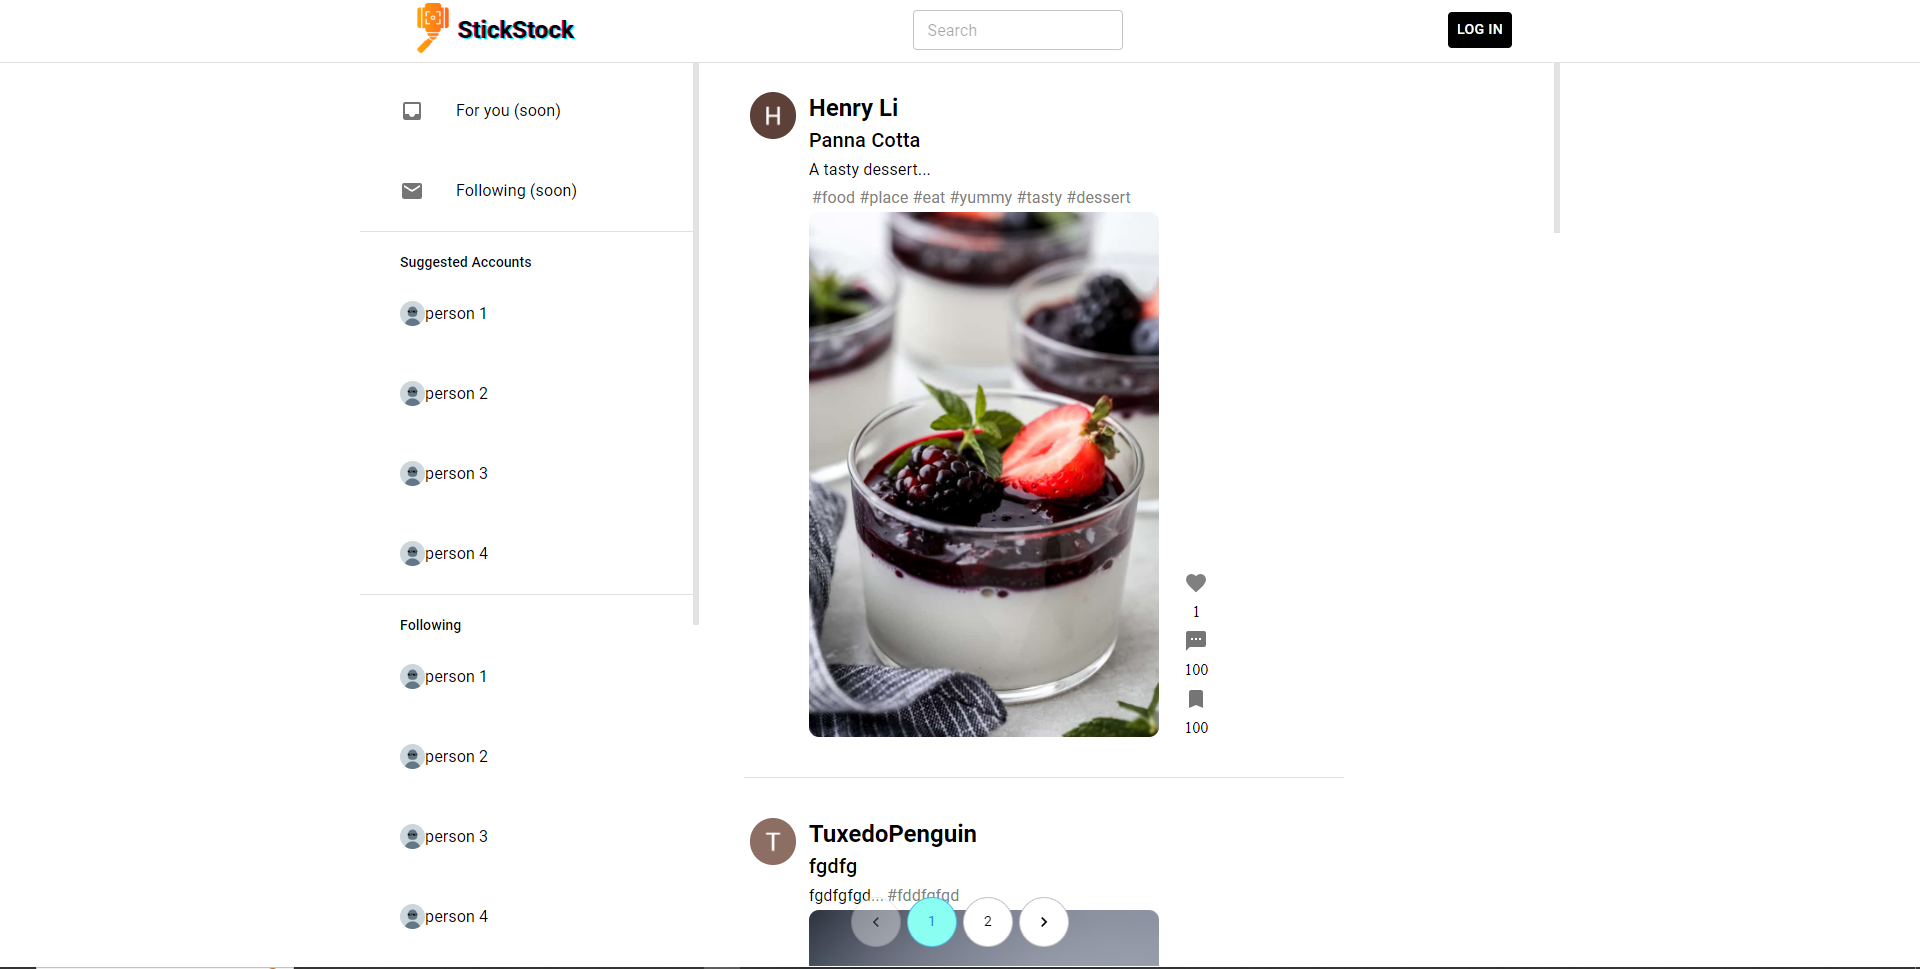 StickStock
Search
LOG IN
For you (soon)
Following (soon)
Suggested Accounts
person 1
person 2
person 3
person 4
Following
person 1
person 2
person 3
person 4
H
Henry Li
Panna Cotta
A tasty dessert...
#food #place #eat #yummy #tasty #dessert
1
100
100
T
TuxedoPenguin
fgdfg
fgdfgfgd... #fddfgfgd
1 2